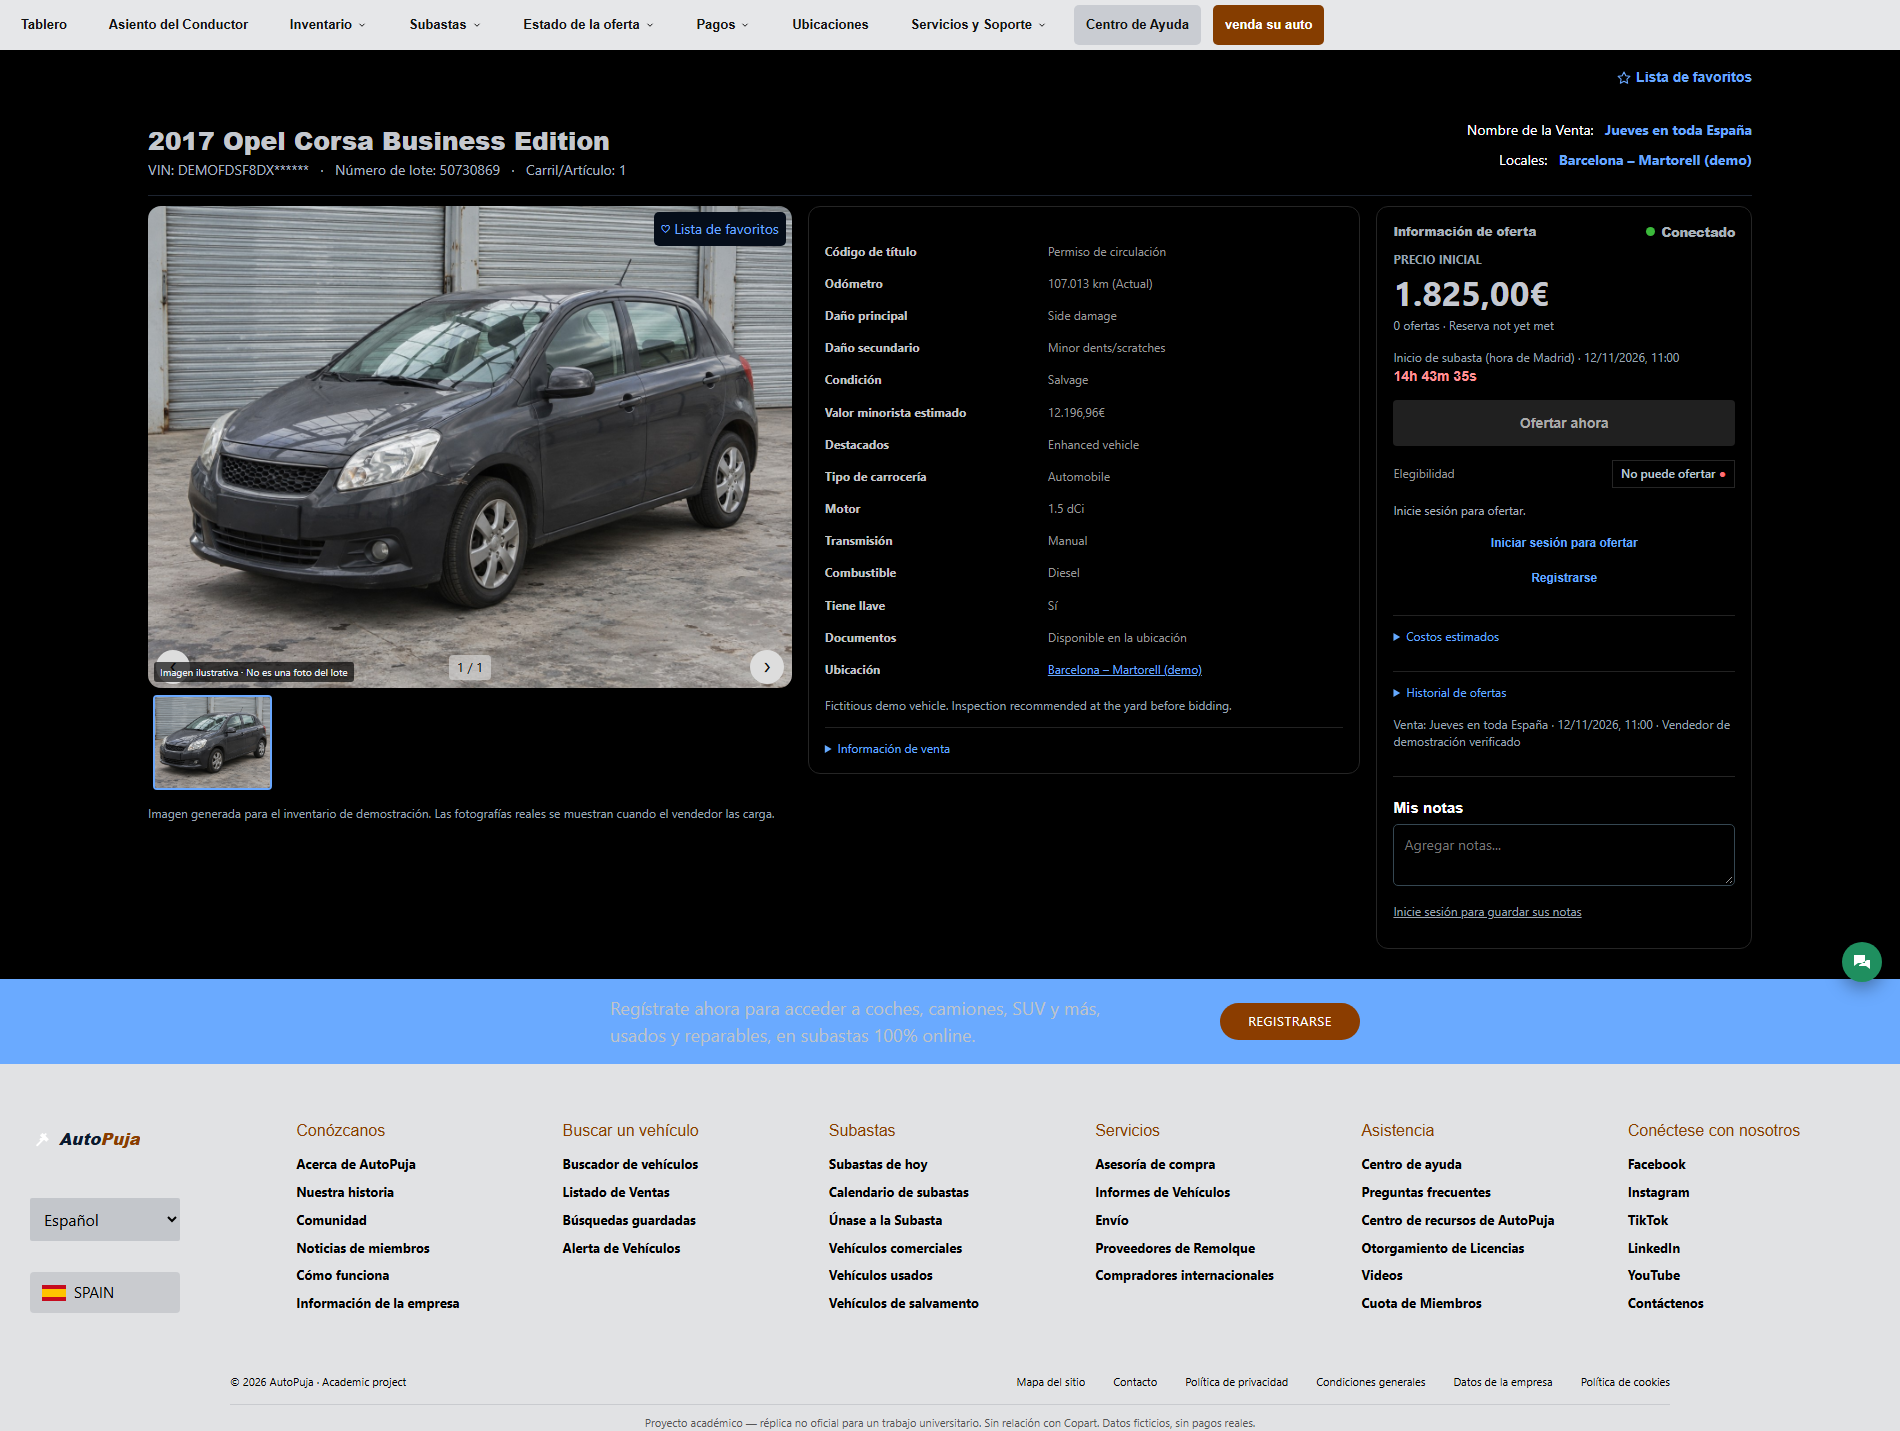 Tablero
Asiento del Conductor
Inventario
Subastas
Estado de la oferta
Pagos
Ubicaciones
Servicios y Soporte
Centro de Ayuda
venda su auto
Lista de favoritos
2017 Opel Corsa Business Edition
VIN: DEMOFDSF8DX****** · Número de lote: 50730869 · Carril/Artículo: 1
Nombre de la Venta: Jueves en toda España
Locales: Barcelona – Martorell (demo)
Lista de favoritos
Imagen ilustrativa · No es una foto del lote
1 / 1
Imagen generada para el inventario de demostración. Las fotografías reales se muestran cuando el vendedor las carga.
Código de título Permiso de circulación
Odómetro 107.013 km (Actual)
Daño principal Side damage
Daño secundario Minor dents/scratches
Condición Salvage
Valor minorista estimado 12.196,96€
Destacados Enhanced vehicle
Tipo de carrocería Automobile
Motor 1.5 dCi
Transmisión Manual
Combustible Diesel
Tiene llave Sí
Documentos Disponible en la ubicación
Ubicación Barcelona – Martorell (demo)
Fictitious demo vehicle. Inspection recommended at the yard before bidding.
Información de venta
Información de oferta
Conectado
PRECIO INICIAL
1.825,00€
0 ofertas · Reserva not yet met
Inicio de subasta (hora de Madrid) · 12/11/2026, 11:00
14h 43m 35s
Ofertar ahora
Elegibilidad
No puede ofertar
Inicie sesión para ofertar.
Iniciar sesión para ofertar
Registrarse
Costos estimados
Historial de ofertas
Venta: Jueves en toda España · 12/11/2026, 11:00 · Vendedor de
demostración verificado
Mis notas
Agregar notas...
Inicie sesión para guardar sus notas
Regístrate ahora para acceder a coches, camiones, SUV y más,
usados y reparables, en subastas 100% online.
REGISTRARSE
AutoPuja
Español
SPAIN
Conózcanos
Acerca de AutoPuja
Nuestra historia
Comunidad
Noticias de miembros
Cómo funciona
Información de la empresa
Buscar un vehículo
Buscador de vehículos
Listado de Ventas
Búsquedas guardadas
Alerta de Vehículos
Subastas
Subastas de hoy
Calendario de subastas
Únase a la Subasta
Vehículos comerciales
Vehículos usados
Vehículos de salvamento
Servicios
Asesoría de compra
Informes de Vehículos
Envío
Proveedores de Remolque
Compradores internacionales
Asistencia
Centro de ayuda
Preguntas frecuentes
Centro de recursos de AutoPuja
Otorgamiento de Licencias
Videos
Cuota de Miembros
Conéctese con nosotros
Facebook
Instagram
TikTok
LinkedIn
YouTube
Contáctenos
© 2026 AutoPuja · Academic project
Mapa del sitio
Contacto
Política de privacidad
Condiciones generales
Datos de la empresa
Política de cookies
Proyecto académico — réplica no oficial para un trabajo universitario. Sin relación con Copart. Datos ficticios, sin pagos reales.